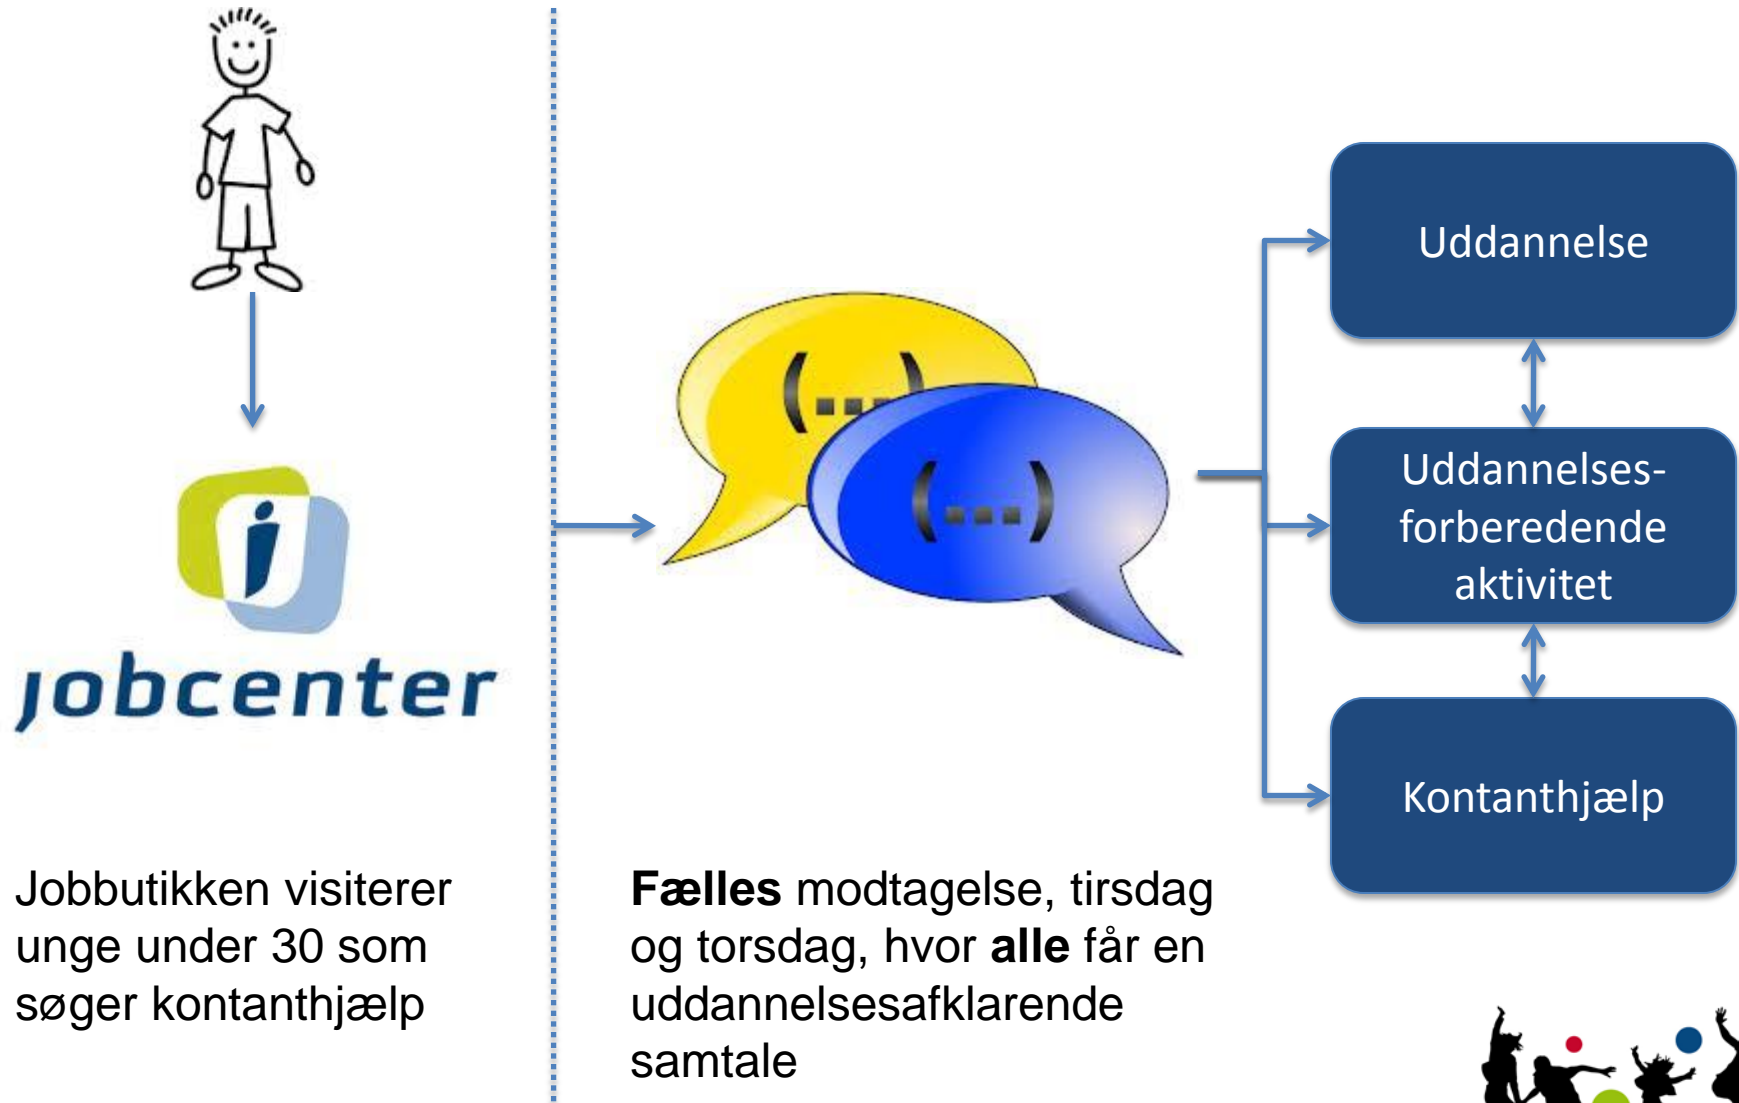 jobcenter
Jobbutikken visiterer
unge under 30 som
søger kontanthjælp
(...)
(...)
Fælles modtagelse, tirsdag
og torsdag, hvor alle får en
uddannelsesafklarende
samtale
Uddannelse
Uddannelses-
forberedende
aktivitet
Kontanthjælp